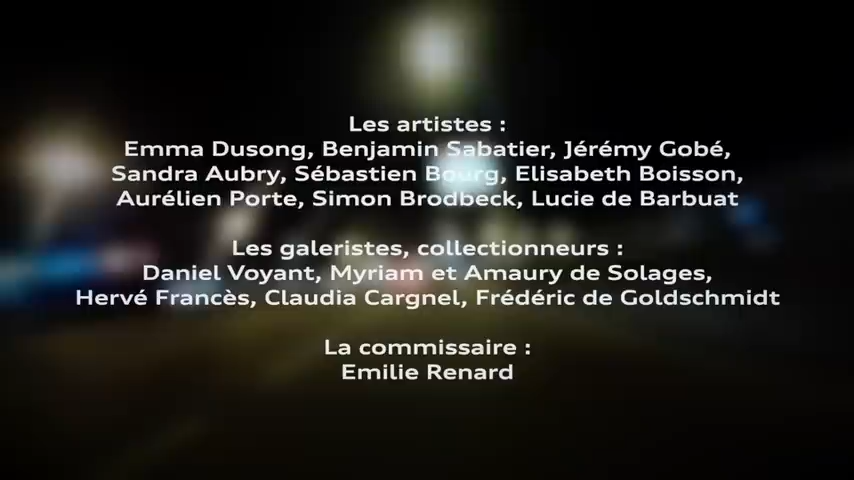 Les artistes :
Emma Dusong, Benjamin Sabatier, Jérémy Gobé,
Sandra Aubry, Sébastien Bourg, Elisabeth Boisson,
Aurélien Porte, Simon Brodbeck, Lucie de Barbuat
Les galeristes, collectionneurs :
Daniel Voyant, Myriam et Amaury de Solages,
Hervé Francès, Claudia Cargnel, Frédéric de Goldschmidt
La commissaire :
Emilie Renard